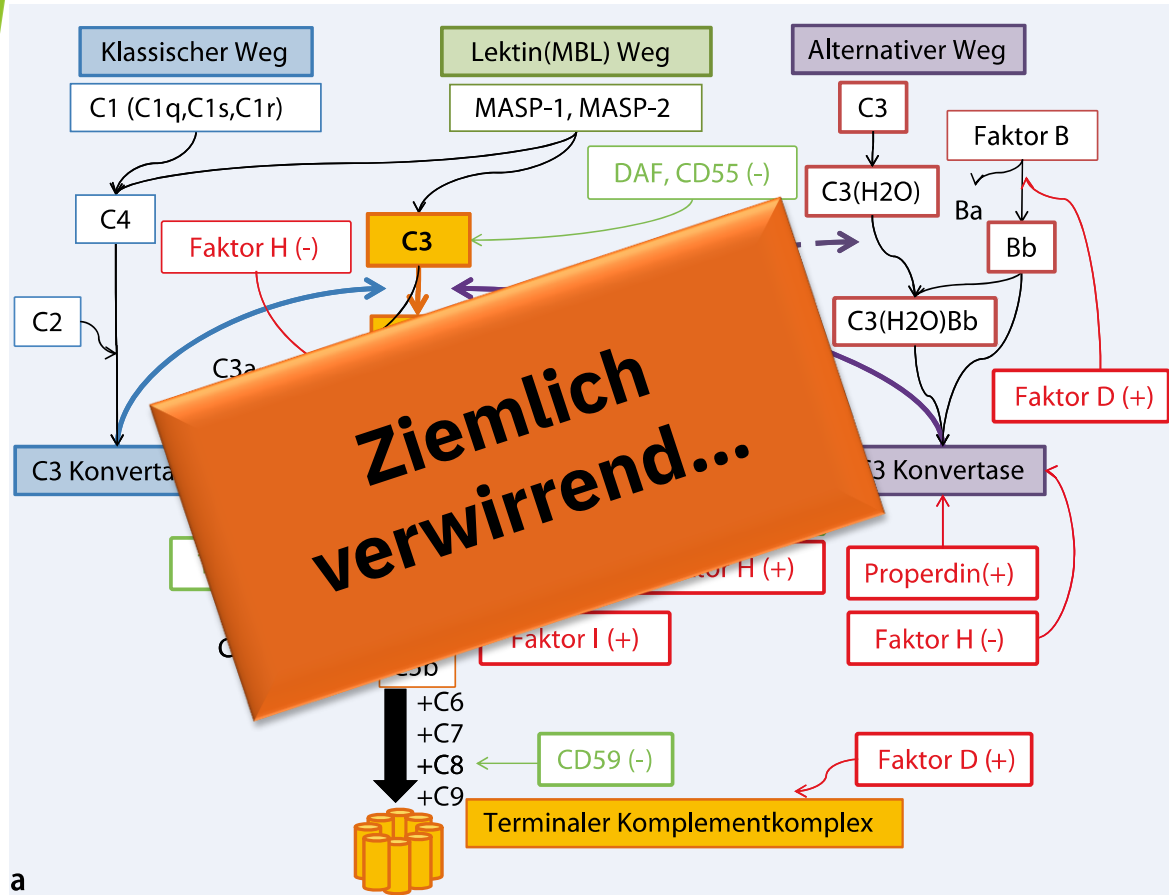 Klassischer Weg
Lektin(MBL) Weg
Alternativer Weg
C1 (C1q,C1s,C1r)
MASP-1, MASP-2
C3
Faktor B
DAF, CD55 (-)
C3(H2O)
Ba
C4
Faktor H (-)
C3
Bb
C2
C3(H2O)Bb
C3a
Faktor D (+)
Ziemlich
verwirrend...
C3 Konverta
C3 Konvertase
tor H (+)
Properdin(+)
Faktor I (+)
Faktor H (-)
C5b
+C6
+C7
+C8
+C9
CD59 (-)
Faktor D (+)
Terminaler Komplementkomplex
a